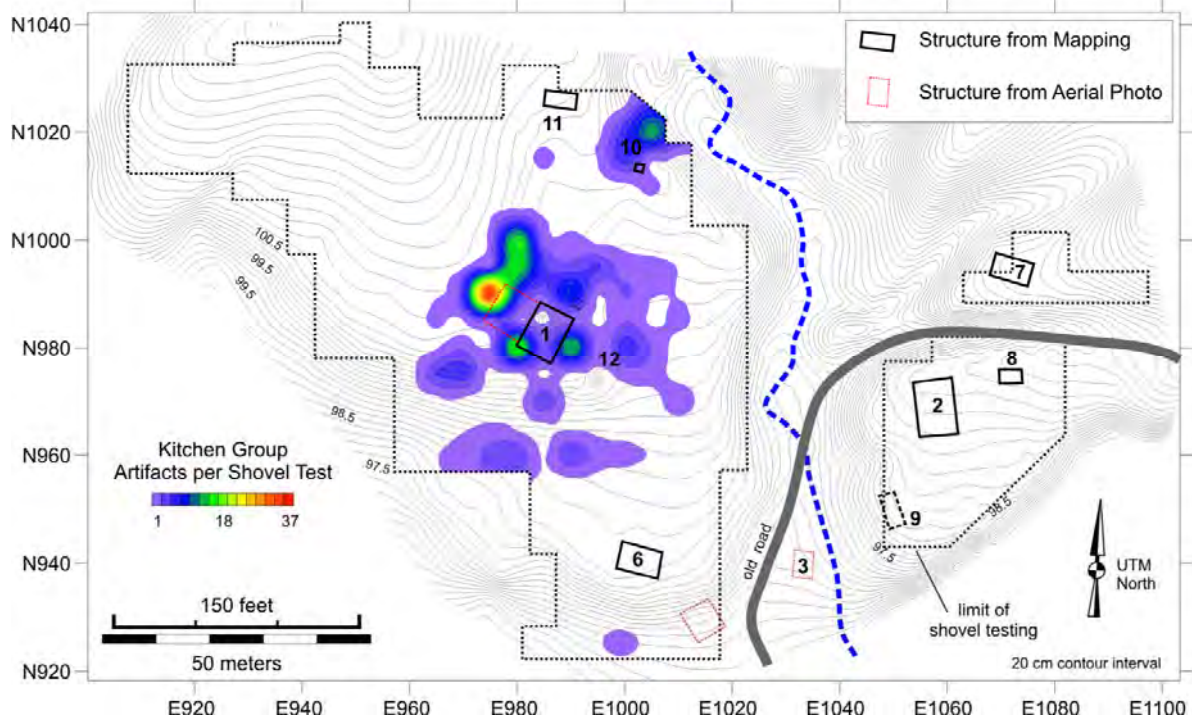 N1040
N1020
N1000
N980
N960
N940
N920
Structure from Mapping
Structure from Aerial Photo
11
10
7
100.5
99.5
99.5
1
12
8
2
98.5
97.5
Kitchen Group
Artifacts per Shovel Test
1 18 37
9
98.5
97.5
6
3
old road
150 feet
50 meters
limit of
shovel testing
UTM
North
20 cm contour interval
E920 E940 E960 E980 E1000 E1020 E1040 E1060 E1080 E1100